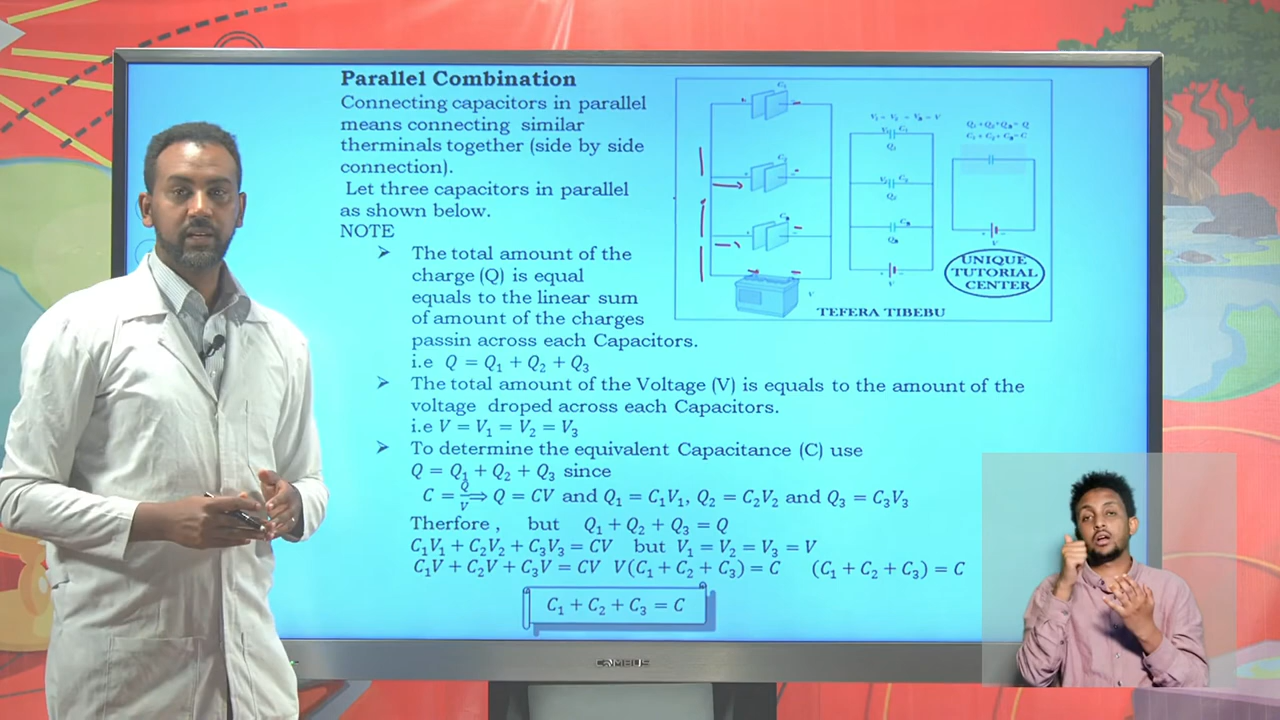 Parallel Combination
Connecting capacitors in parallel
means connecting similar
therminals together (side by side
connection).
Let three capacitors in parallel
as shown below.
NOTE
➢ The total amount of the
charge (Q) is equal
equals to the linear sum
of amount of the charges
passin across each Capacitors.
i.e Q = Q₁ + Q₂ + Q₃
➢ The total amount of the Voltage (V) is equals to the amount of the
voltage droped across each Capacitors.
i.e V = V₁ = V₂ = V₃
➢ To determine the equivalent Capacitance (C) use
Q = Q₁ + Q₂ + Q₃ since
C = Q/V ⟹ Q = CV and Q₁ = C₁V₁, Q₂ = C₂V₂ and Q₃ = C₃V₃
Therfore , but Q₁ + Q₂ + Q₃ = Q
C₁V₁ + C₂V₂ + C₃V₃ = CV but V₁ = V₂ = V₃ = V
C₁V + C₂V + C₃V = CV V(C₁ + C₂ + C₃) = C (C₁ + C₂ + C₃) = C
C₁ + C₂ + C₃ = C
UNIQUE
TUTORIAL
CENTER
TEFERA TIBEBU
CAMBUS